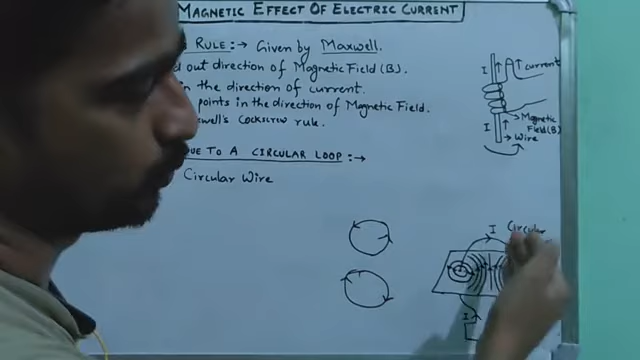 MAGNETIC EFFECT OF ELECTRIC CURRENT
RULE :→ Given by Maxwell.
out direction of Magnetic Field (B).
in the direction of current.
points in the direction of Magnetic Field.
Cockscrew rule.
DUE TO A CIRCULAR LOOP :→
Circular Wire
I
current
Magnetic
Field(B)
I
Wire
I
Circular
I